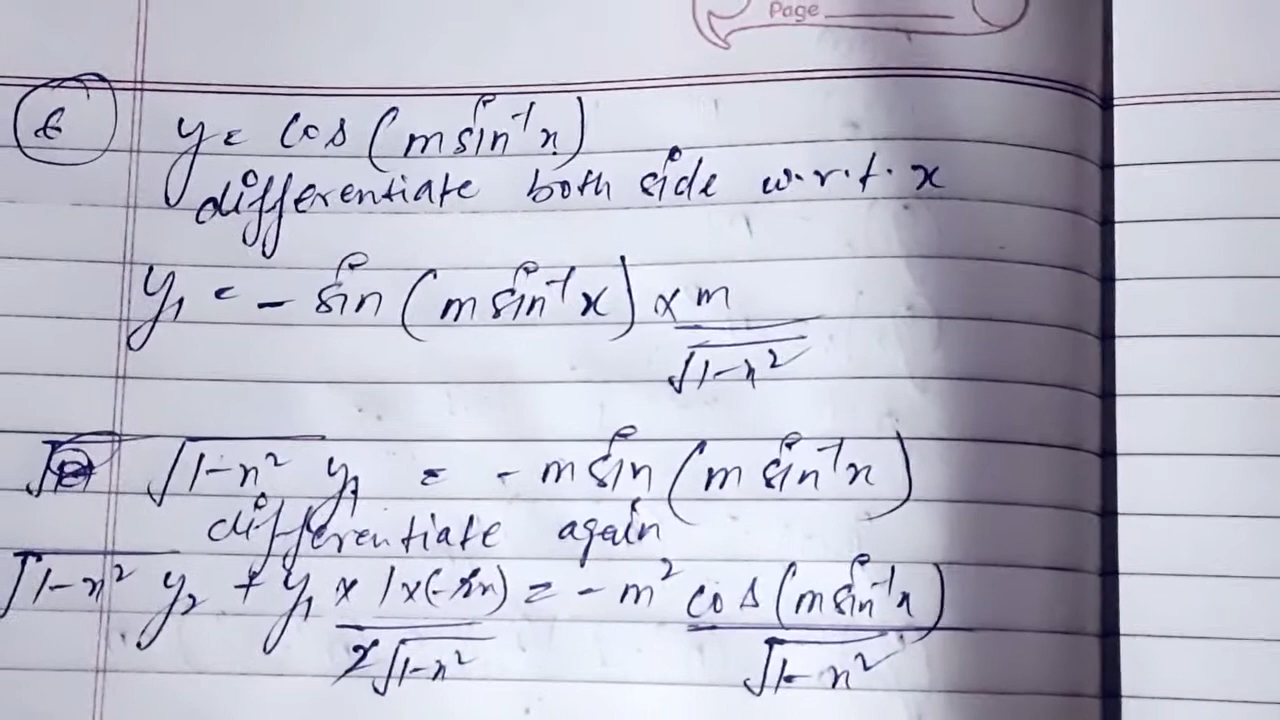 Page
6
y = cos (m sin⁻¹x)
differentiate both side w.r.t. x
y₁ = - sin (m sin⁻¹x) × m / √1-x²
√1-x² y₁ = - m sin (m sin⁻¹x)
differentiate again
√1-x² y₂ + y₁ × 1×(-2x) / 2√1-x² = - m² cos (m sin⁻¹x) / √1-x²